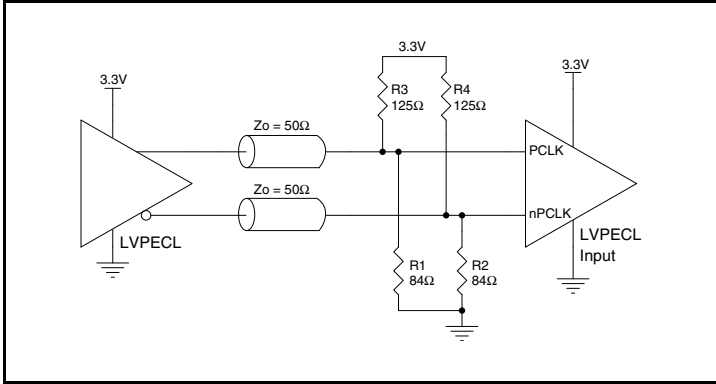 3.3V
3.3V
3.3V
R3
125Ω
R4
125Ω
Zo = 50Ω
PCLK
Zo = 50Ω
nPCLK
LVPECL
LVPECL
Input
R1
84Ω
R2
84Ω